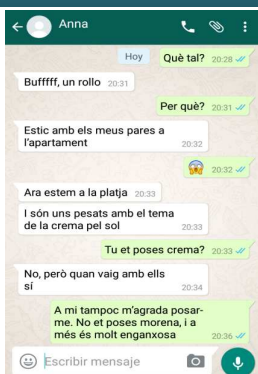 Anna
Hoy
Què tal? 20:28
Bufffff, un rollo 20:31
Per què? 20:31
Estic amb els meus pares a
l'apartament 20:32
😱 20:32
Ara estem a la platja 20:33
I són uns pesats amb el tema
de la crema pel sol 20:33
Tu et poses crema? 20:33
No, però quan vaig amb ells
sí 20:34
A mi tampoc m'agrada posar-
me. No et poses morena, i a
més és molt enganxosa 20:36
Escribir mensaje